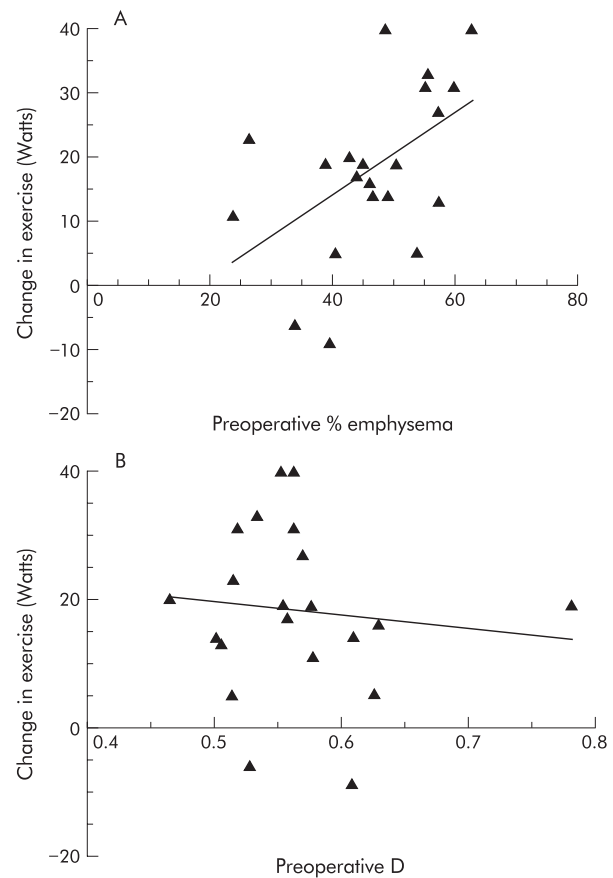 A
40
30
20
10
0
−10
−20
Change in exercise (Watts)
0 20 40 60 80
Preoperative % emphysema
B
40
20
0
−20
Change in exercise (Watts)
0.4 0.5 0.6 0.7 0.8
Preoperative D